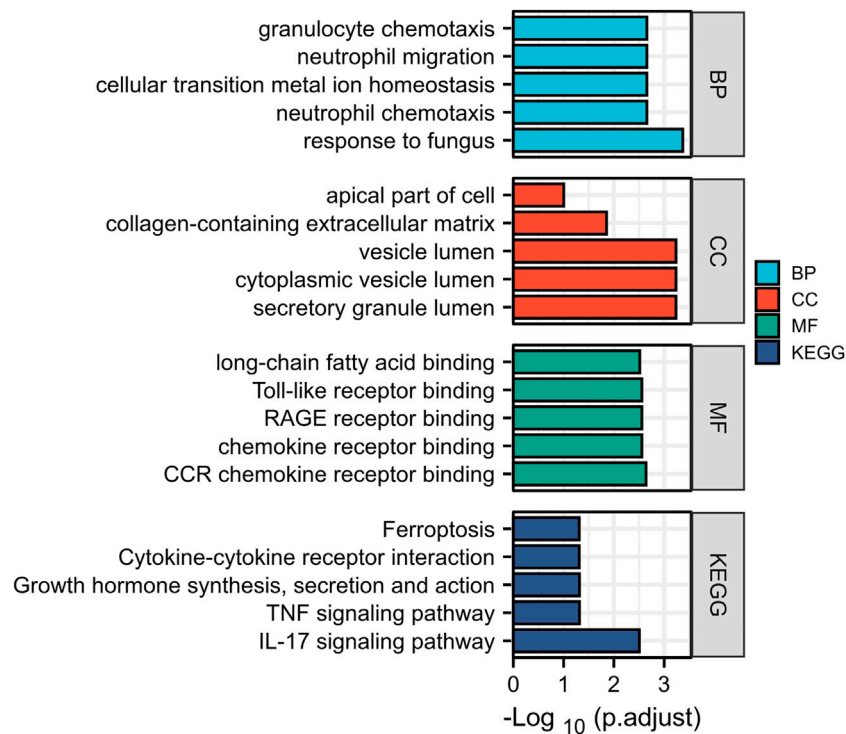 granulocyte chemotaxis
neutrophil migration
cellular transition metal ion homeostasis
neutrophil chemotaxis
response to fungus
BP
apical part of cell
collagen-containing extracellular matrix
vesicle lumen
cytoplasmic vesicle lumen
secretory granule lumen
CC
long-chain fatty acid binding
Toll-like receptor binding
RAGE receptor binding
chemokine receptor binding
CCR chemokine receptor binding
MF
Ferroptosis
Cytokine-cytokine receptor interaction
Growth hormone synthesis, secretion and action
TNF signaling pathway
IL-17 signaling pathway
KEGG
0 1 2 3
-Log 10 (p.adjust)
BP
CC
MF
KEGG